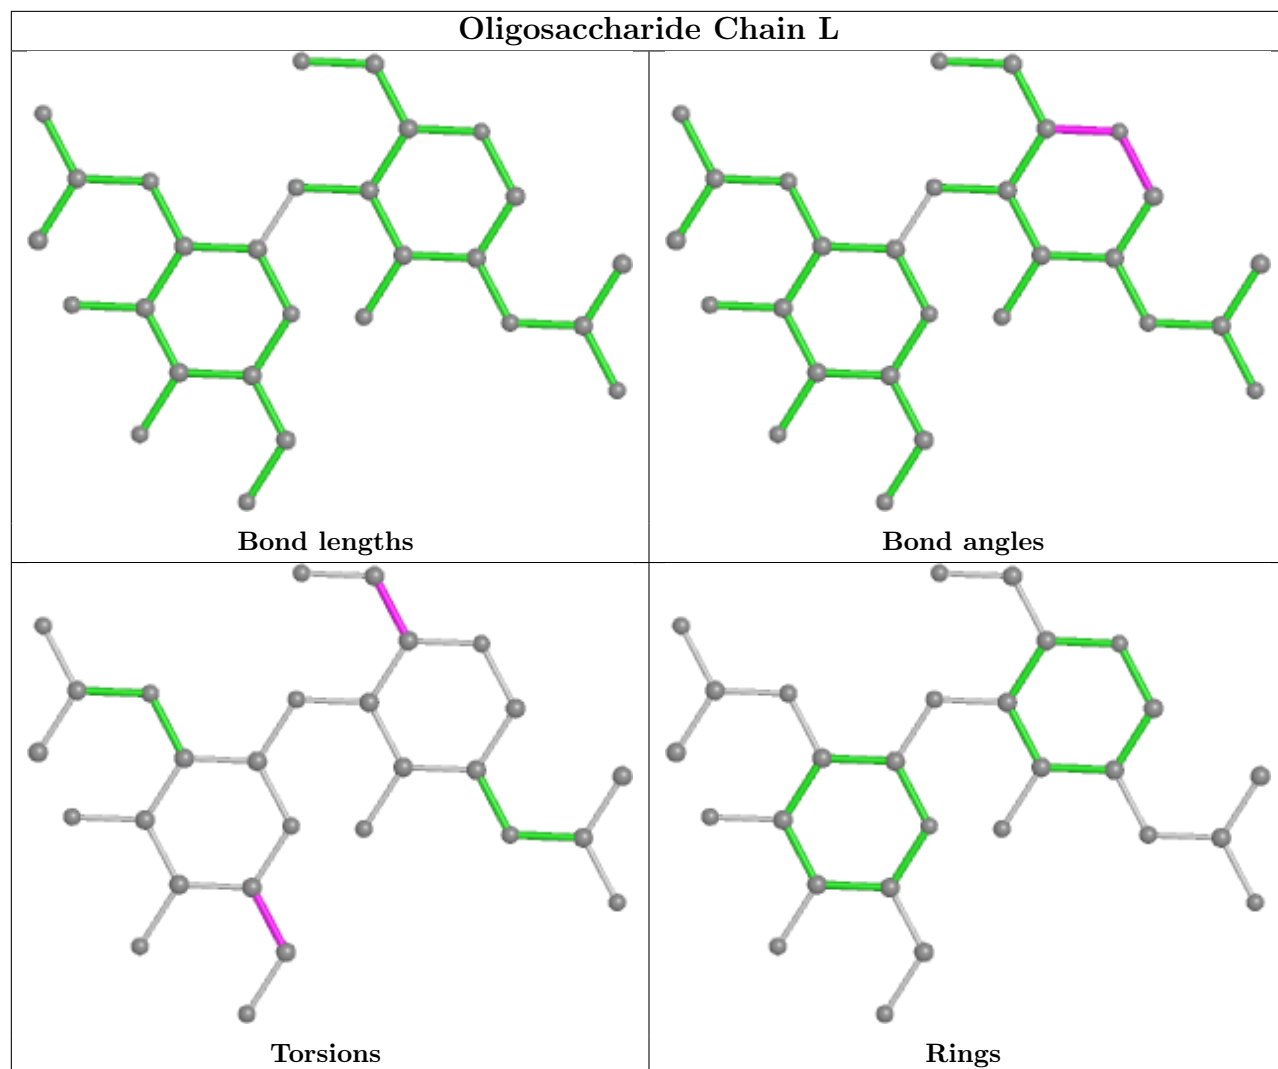 Oligosaccharide Chain L
Bond lengths
Bond angles
Torsions
Rings